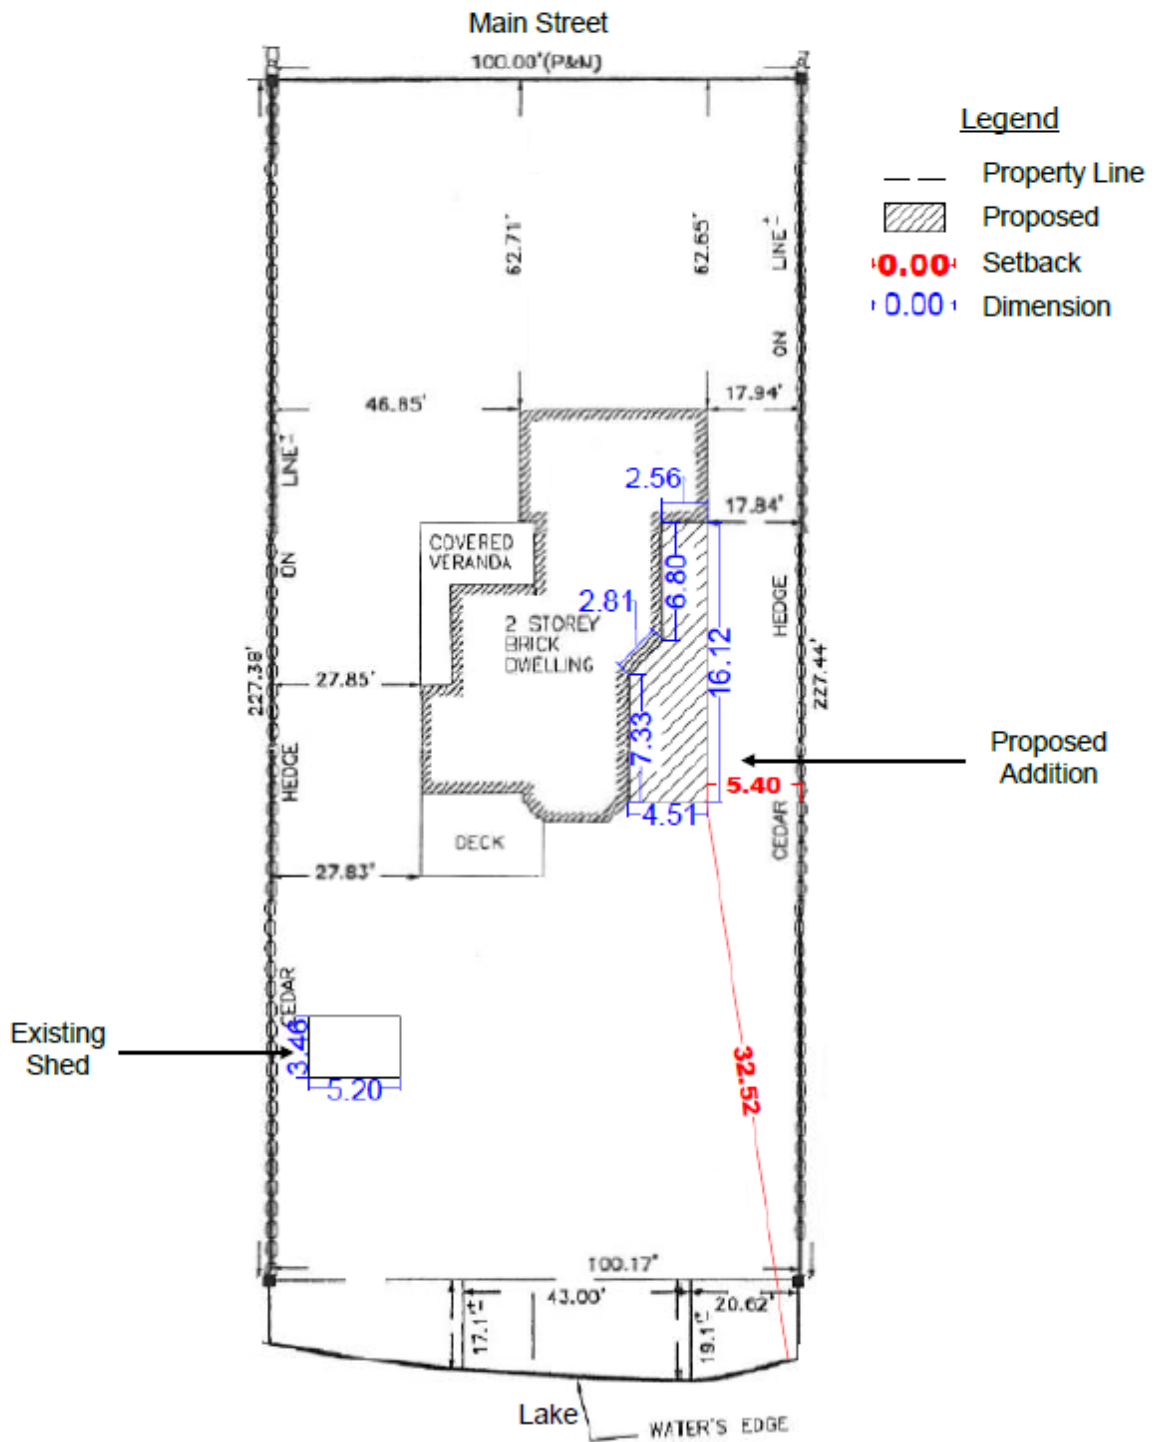 Main Street
100.00'(P&M)
Legend
Property Line
Proposed
0.00 Setback
0.00 Dimension
62.71'
62.65'
LINE±
ON
46.85'
17.94'
LINE±
ON
2.56
17.84'
COVERED
VERANDA
6.80
2.81
HEDGE
2 STOREY
BRICK
DWELLING
16.12
227.38'
27.85'
227.44'
7.33
HEDGE
Proposed
Addition
5.40
4.51
CEDAR
DECK
27.83'
CEDAR
Existing
Shed
3.46
5.20
32.52
100.17'
43.00'
20.62'
17.1'±
19.1'±
Lake
WATER'S EDGE